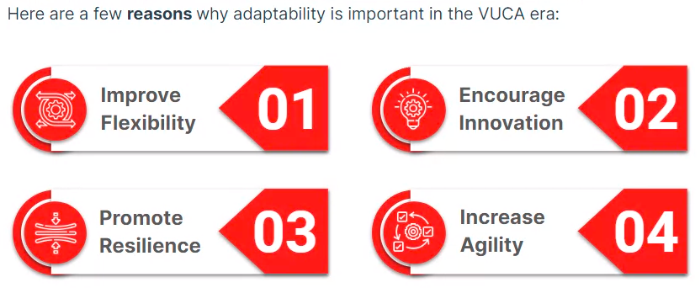 Here are a few reasons why adaptability is important in the VUCA era:
Improve
Flexibility
01
Encourage
Innovation
02
Promote
Resilience
03
Increase
Agility
04